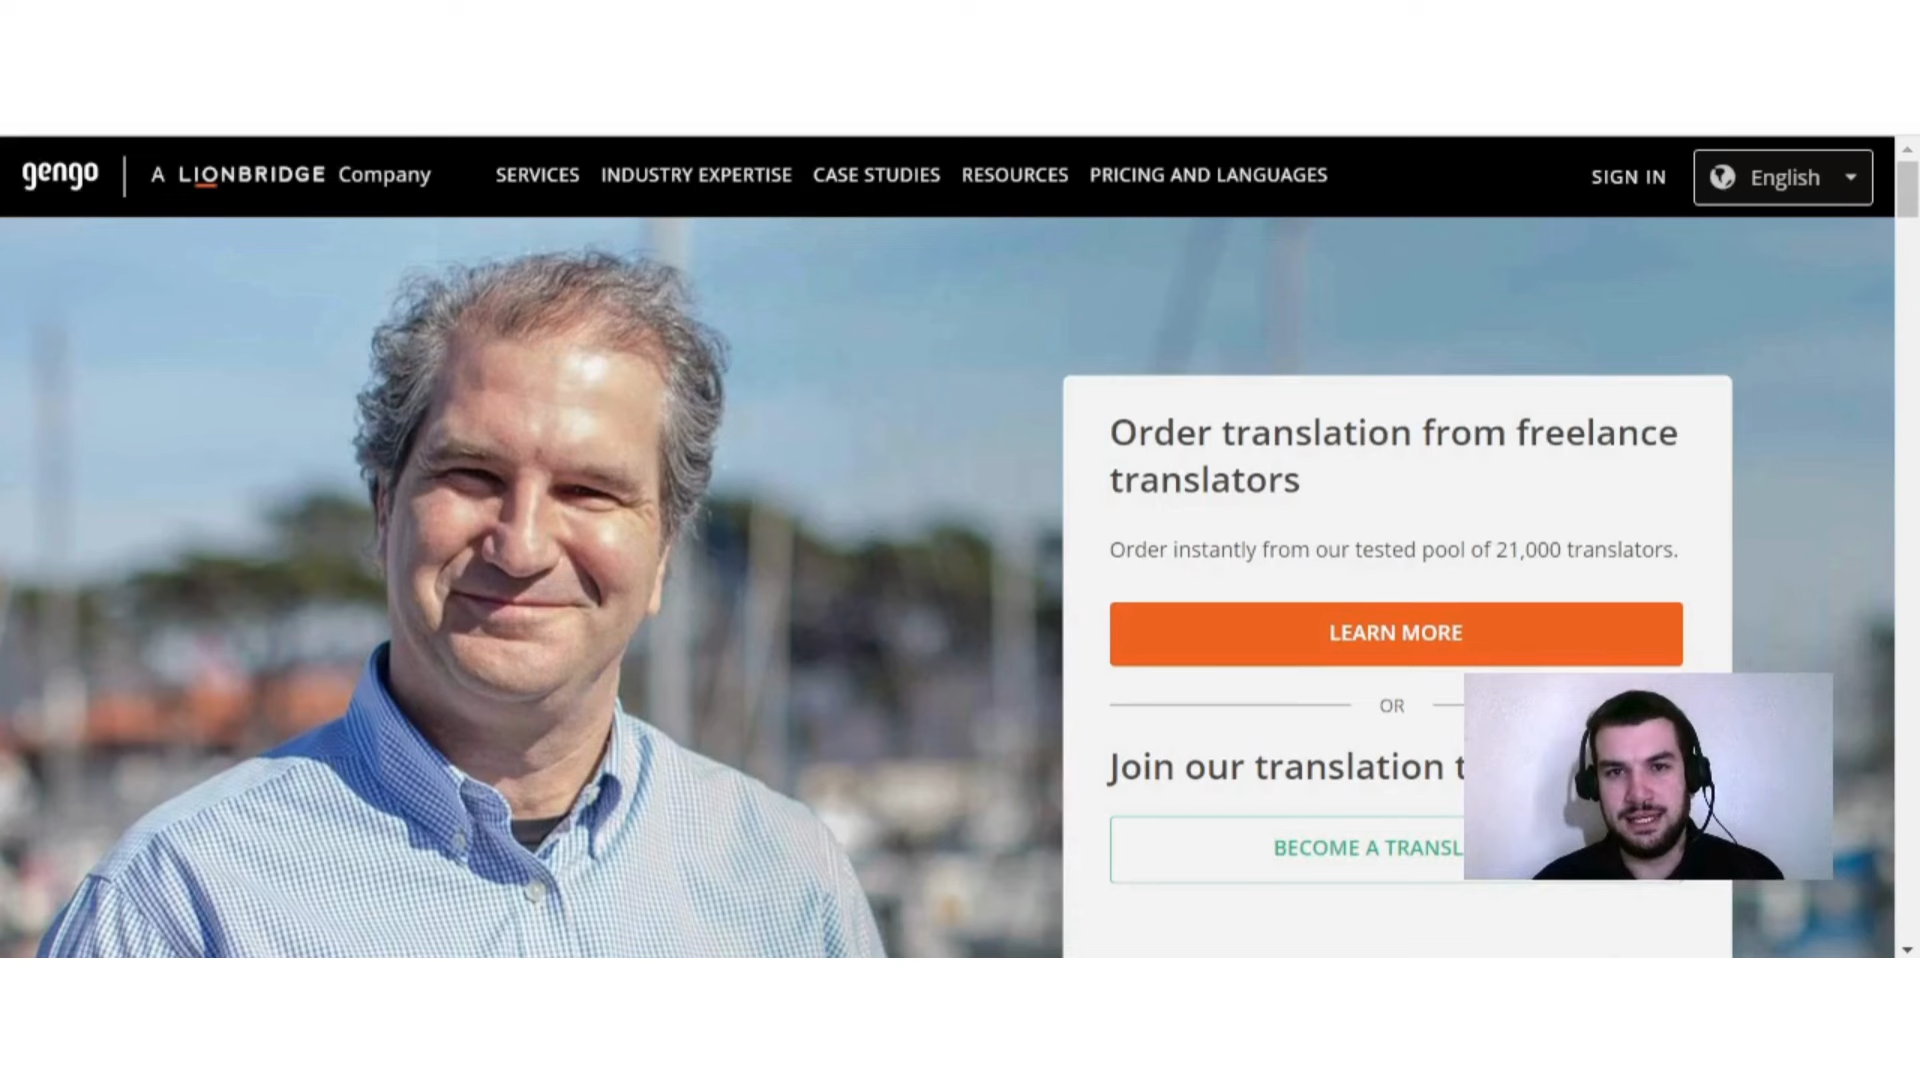 gengo
A LIONBRIDGE Company
SERVICES INDUSTRY EXPERTISE CASE STUDIES RESOURCES PRICING AND LANGUAGES
SIGN IN
English
Order translation from freelance
translators
Order instantly from our tested pool of 21,000 translators.
LEARN MORE
OR
Join our translation
BECOME A